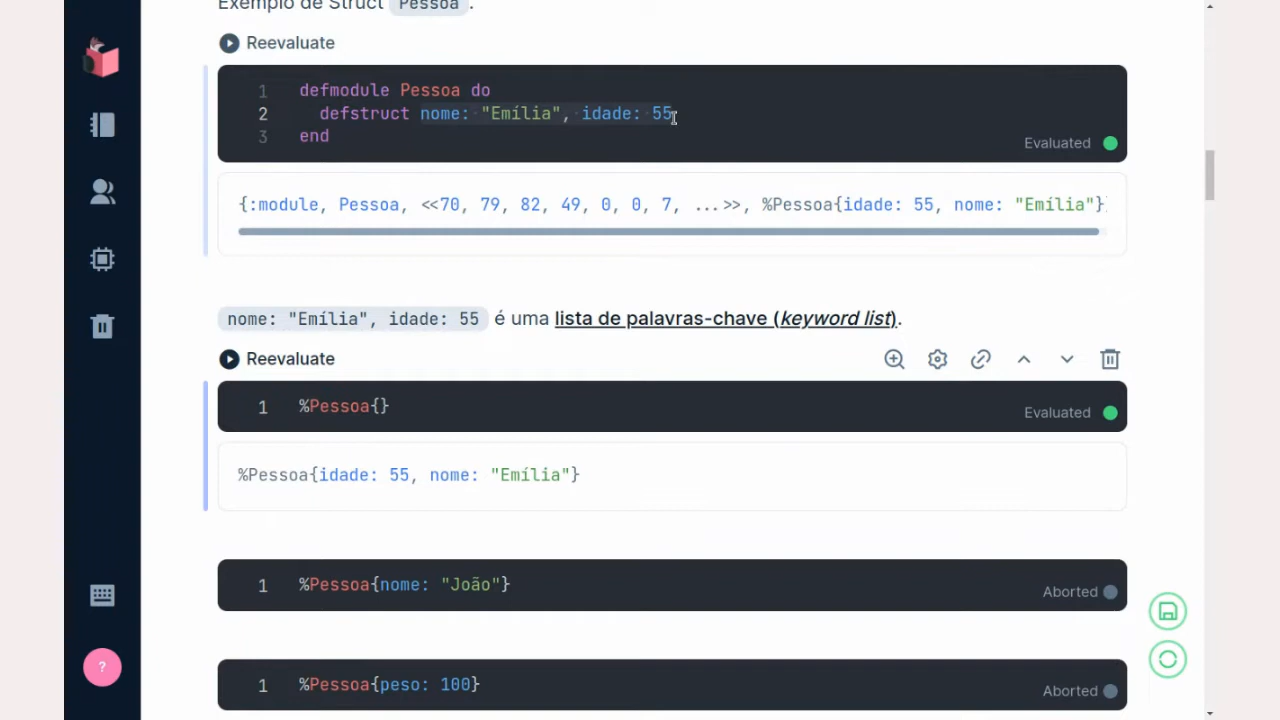 Exemplo de Struct Pessoa.
Reevaluate
1 defmodule Pessoa do
2 defstruct nome: "Emília", idade: 55
3 end
Evaluated
{:module, Pessoa, <<70, 79, 82, 49, 0, 0, 7, ...>>, %Pessoa{idade: 55, nome: "Emília"}
nome: "Emília", idade: 55 é uma lista de palavras-chave (keyword list).
Reevaluate
1 %Pessoa{}
Evaluated
%Pessoa{idade: 55, nome: "Emília"}
1 %Pessoa{nome: "João"}
Aborted
1 %Pessoa{peso: 100}
Aborted
?